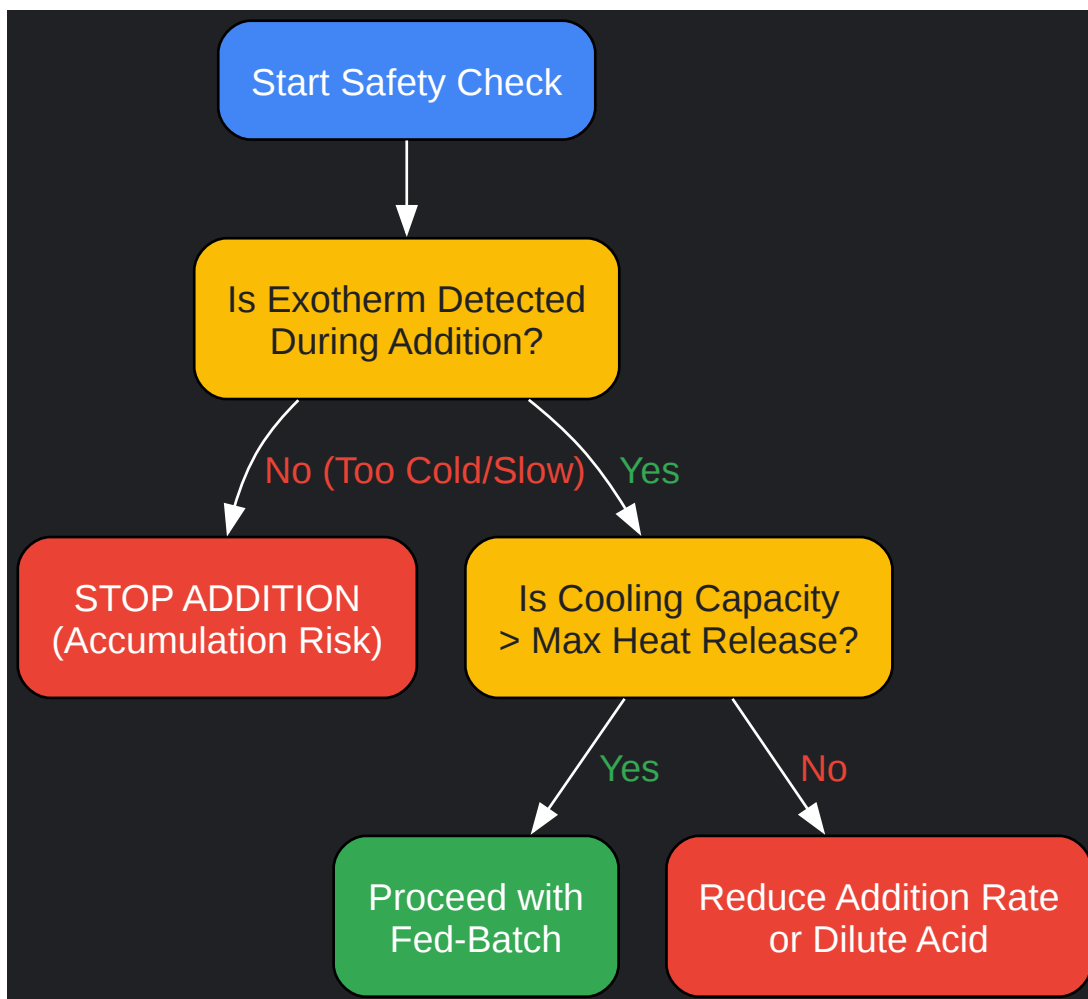 Start Safety Check
Is Exotherm Detected
During Addition?
No (Too Cold/Slow)
Yes
STOP ADDITION
(Accumulation Risk)
Is Cooling Capacity
> Max Heat Release?
Yes
No
Proceed with
Fed-Batch
Reduce Addition Rate
or Dilute Acid